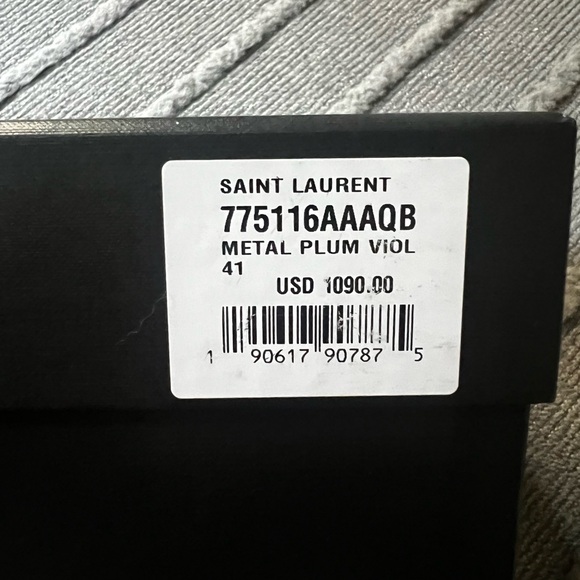 SAINT LAURENT
775116AAAQB
METAL PLUM VIOL
41
USD 1090.00
1 90617 90787 5